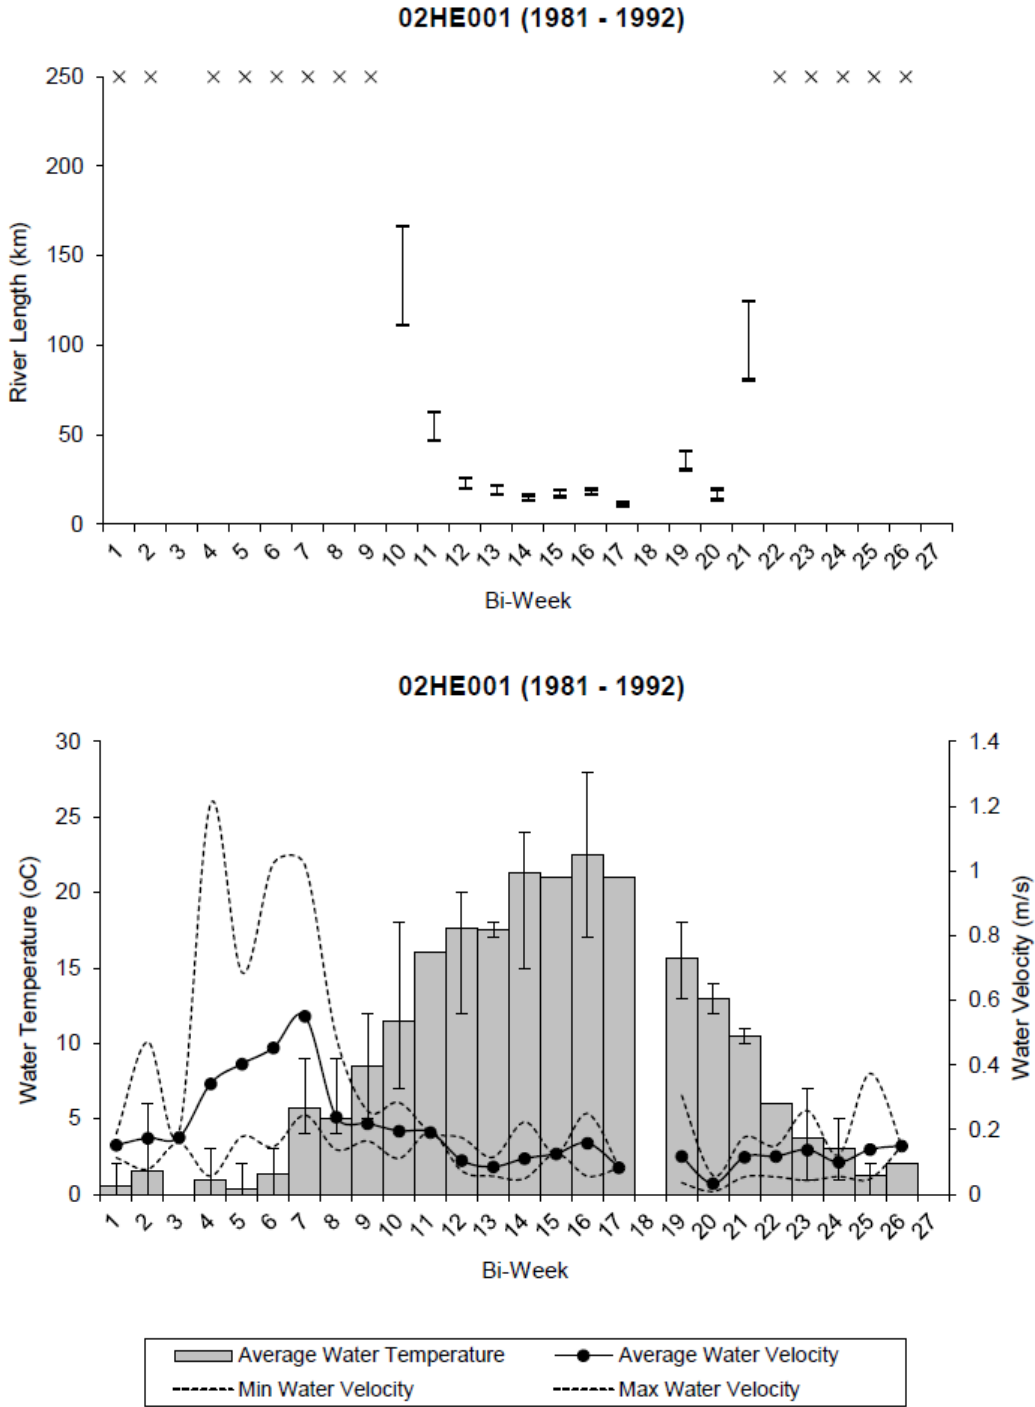 02HE001 (1981 - 1992)
River Length (km)
250
200
150
100
50
0
1 2 3 4 5 6 7 8 9 10 11 12 13 14 15 16 17 18 19 20 21 22 23 24 25 26 27
Bi-Week
02HE001 (1981 - 1992)
Water Temperature (oC)
30
25
20
15
10
5
0
1.4
1.2
1
0.8
0.6
0.4
0.2
0
Water Velocity (m/s)
1 2 3 4 5 6 7 8 9 10 11 12 13 14 15 16 17 18 19 20 21 22 23 24 25 26 27
Bi-Week
Average Water Temperature Average Water Velocity
Min Water Velocity Max Water Velocity